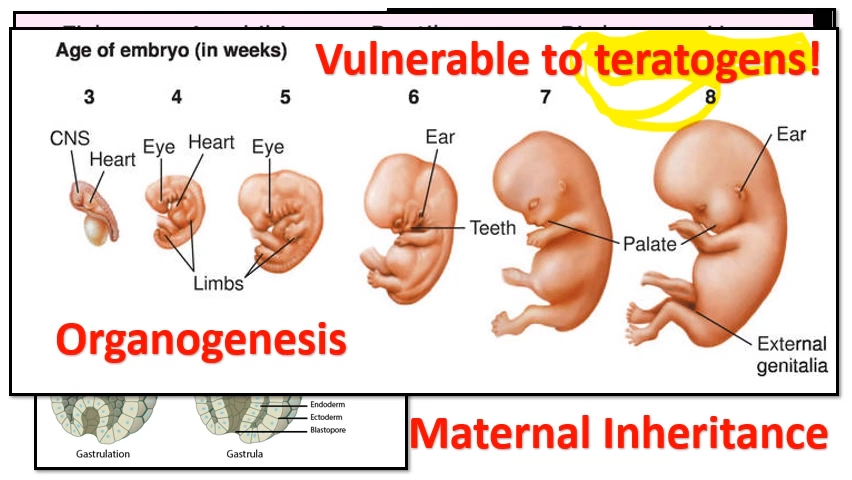 Age of embryo (in weeks)
Vulnerable to teratogens!
3 4 5 6 7 8
CNS
Heart
Eye
Heart
Eye
Ear
Ear
Teeth
Palate
Limbs
Organogenesis
External
genitalia
Endoderm
Ectoderm
Blastopore
Gastrulation
Gastrula
Maternal Inheritance